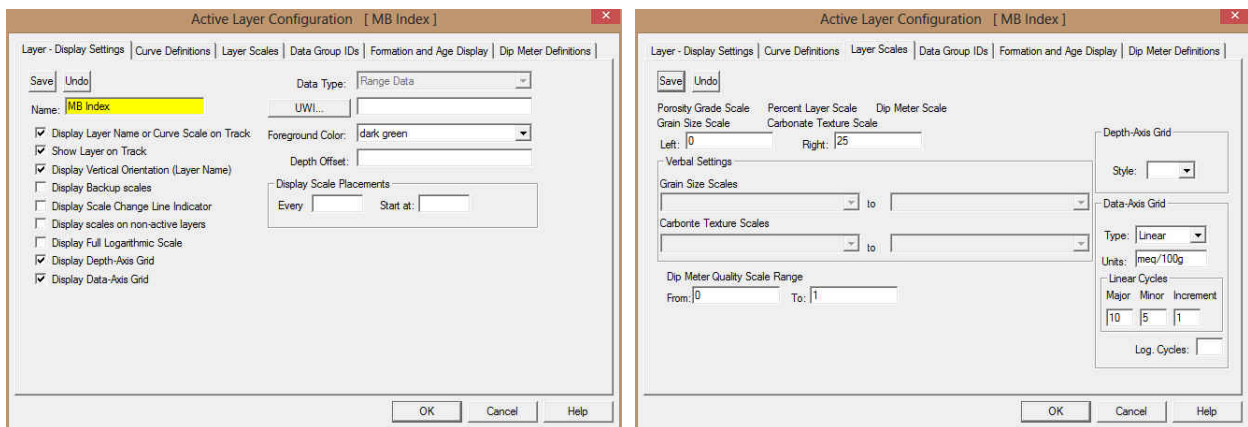 Active Layer Configuration [ MB Index ]
Layer - Display Settings | Curve Definitions | Layer Scales | Data Group IDs | Formation and Age Display | Dip Meter Definitions
Save Undo
Name: MB Index
Display Layer Name or Curve Scale on Track
Show Layer on Track
Display Vertical Orientation (Layer Name)
Display Backup scales
Display Scale Change Line Indicator
Display scales on non-active layers
Display Full Logarithmic Scale
Display Depth-Axis Grid
Display Data-Axis Grid
Data Type: Range Data
UWI...
Foreground Color: dark green
Depth Offset:
Display Scale Placements
Every Start at:
OK Cancel Help
Active Layer Configuration [ MB Index ]
Layer - Display Settings | Curve Definitions | Layer Scales | Data Group IDs | Formation and Age Display | Dip Meter Definitions
Save Undo
Porosity Grade Scale Percent Layer Scale Dip Meter Scale
Grain Size Scale Carbonate Texture Scale
Left: 0 Right: 25
Verbal Settings
Grain Size Scales
to
Carbonte Texture Scales
to
Dip Meter Quality Scale Range
From: 0 To: 1
Depth-Axis Grid
Style:
Data-Axis Grid
Type: Linear
Units: meq/100g
Linear Cycles
Major Minor Increment
10 5 1
Log. Cycles:
OK Cancel Help